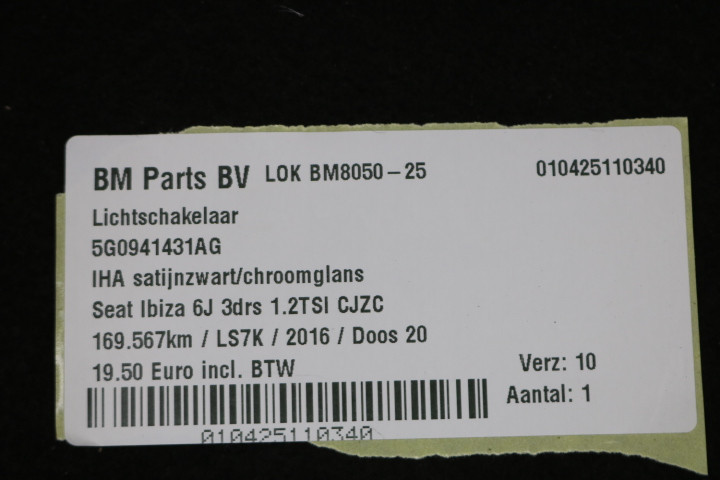 BM Parts BV LOK BM8050-25 010425110340
Lichtschakelaar
5G0941431AG
IHA satijnzwart/chroomglans
Seat Ibiza 6J 3drs 1.2TSI CJZC
169.567km / LS7K / 2016 / Doos 20
19.50 Euro incl. BTW Verz: 10
Aantal: 1
010425110340